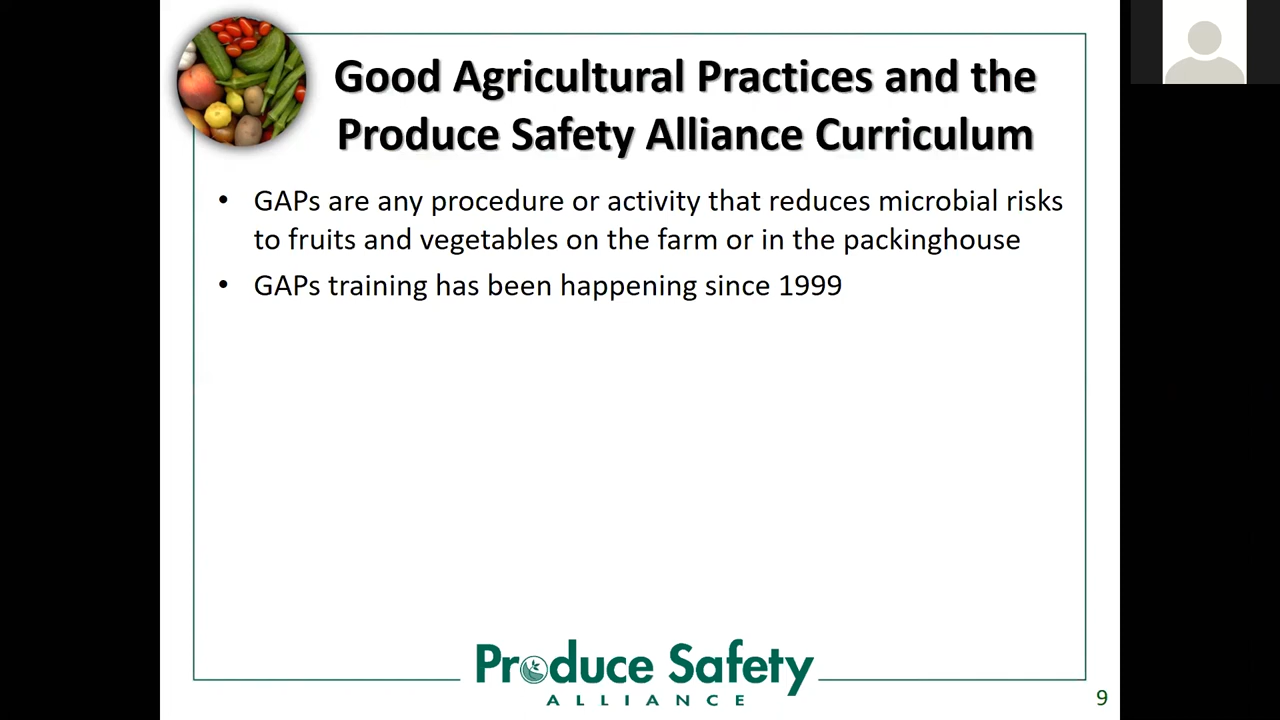 Good Agricultural Practices and the
Produce Safety Alliance Curriculum
• GAPs are any procedure or activity that reduces microbial risks
to fruits and vegetables on the farm or in the packinghouse
• GAPs training has been happening since 1999
Produce Safety
ALLIANCE
9